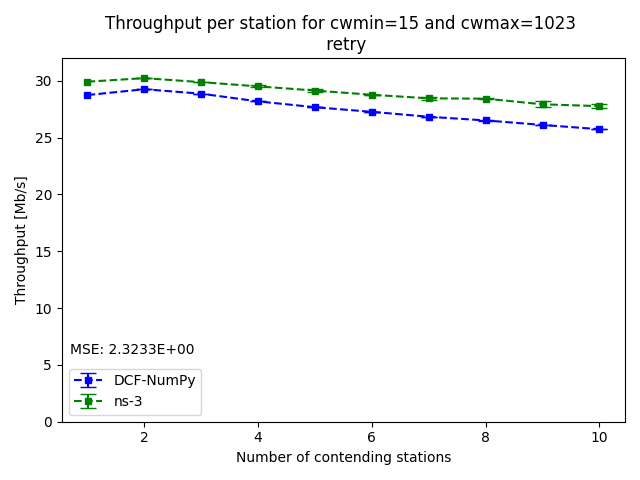 Throughput per station for cwmin=15 and cwmax=1023
retry
Throughput [Mb/s]
30
25
20
15
10
5
0
MSE: 2.3233E+00
DCF-NumPy
ns-3
2 4 6 8 10
Number of contending stations